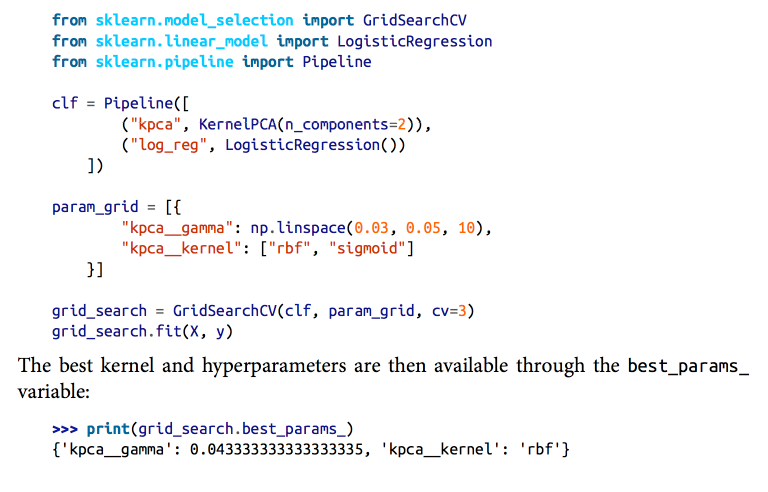 from sklearn.model_selection import GridSearchCV
from sklearn.linear_model import LogisticRegression
from sklearn.pipeline import Pipeline

clf = Pipeline([
        ("kpca", KernelPCA(n_components=2)),
        ("log_reg", LogisticRegression())
    ])

param_grid = [{
        "kpca__gamma": np.linspace(0.03, 0.05, 10),
        "kpca__kernel": ["rbf", "sigmoid"]
    }]

grid_search = GridSearchCV(clf, param_grid, cv=3)
grid_search.fit(X, y)
The best kernel and hyperparameters are then available through the best_params_
variable:
>>> print(grid_search.best_params_)
{'kpca__gamma': 0.043333333333333335, 'kpca__kernel': 'rbf'}